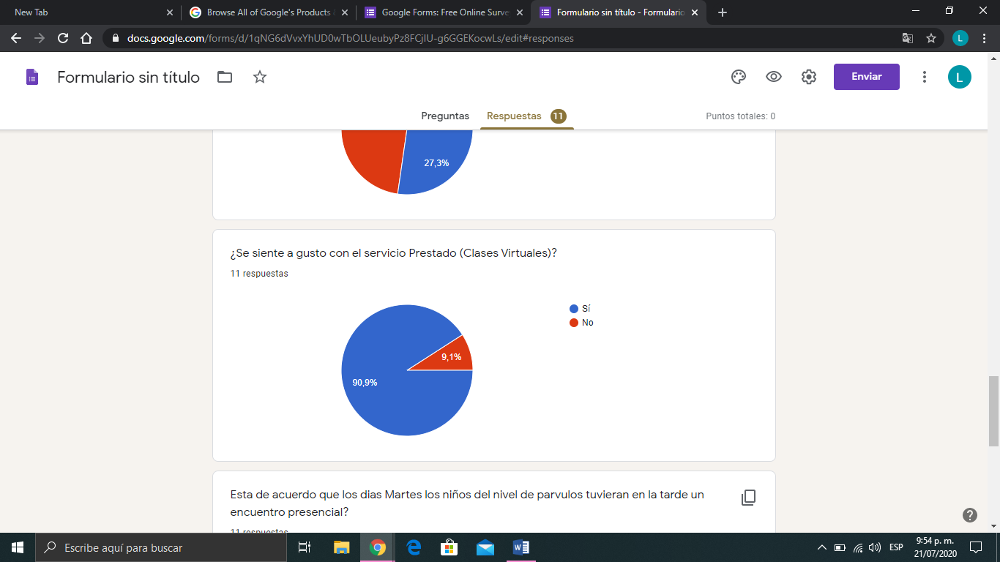 New Tab
Browse All of Google's Products
Google Forms: Free Online Surve
Formulario sin título - Formulario
docs.google.com/forms/d/1qNG6dVvxYhUD0wTbOLUeubyPz8FCjIU-g6GGEKocwLs/edit#responses
L
Formulario sin título
Enviar
L
Preguntas
Respuestas 11
Puntos totales: 0
27,3%
¿Se siente a gusto con el servicio Prestado (Clases Virtuales)?
11 respuestas
Sí
No
9,1%
90,9%
Esta de acuerdo que los dias Martes los niños del nivel de parvulos tuvieran en la tarde un
encuentro presencial?
11 respuestas
Escribe aquí para buscar
ESP
9:54 p. m.
21/07/2020